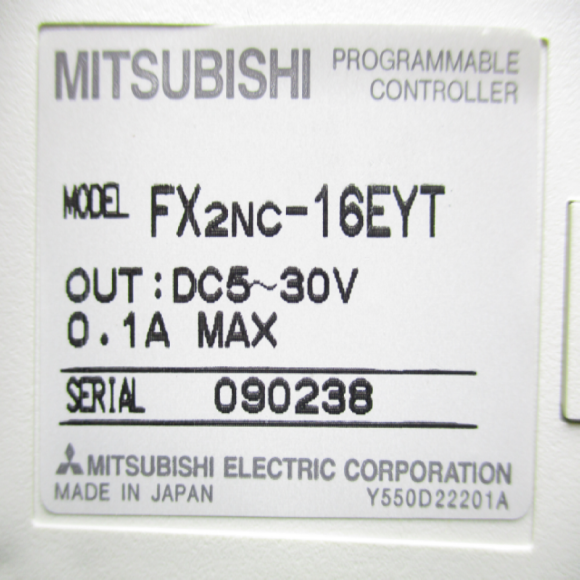 MITSUBISHI PROGRAMMABLE
CONTROLLER
MODEL FX2NC-16EYT
OUT:DC5~30V
0.1A MAX
SERIAL 090238
MITSUBISHI ELECTRIC CORPORATION
MADE IN JAPAN Y550D22201A